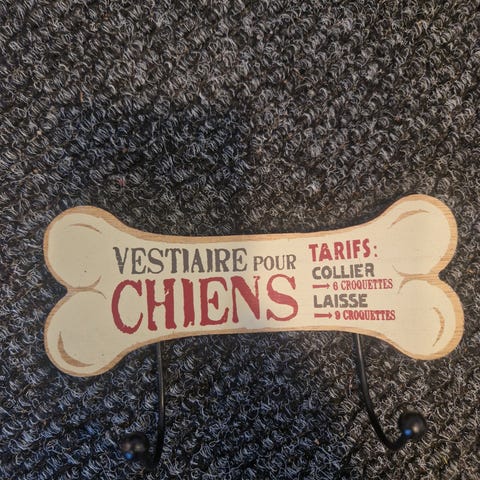 VESTIAIRE POUR
CHIENS
TARIFS:
COLLIER
→ 6 CROQUETTES
LAISSE
→ 9 CROQUETTES